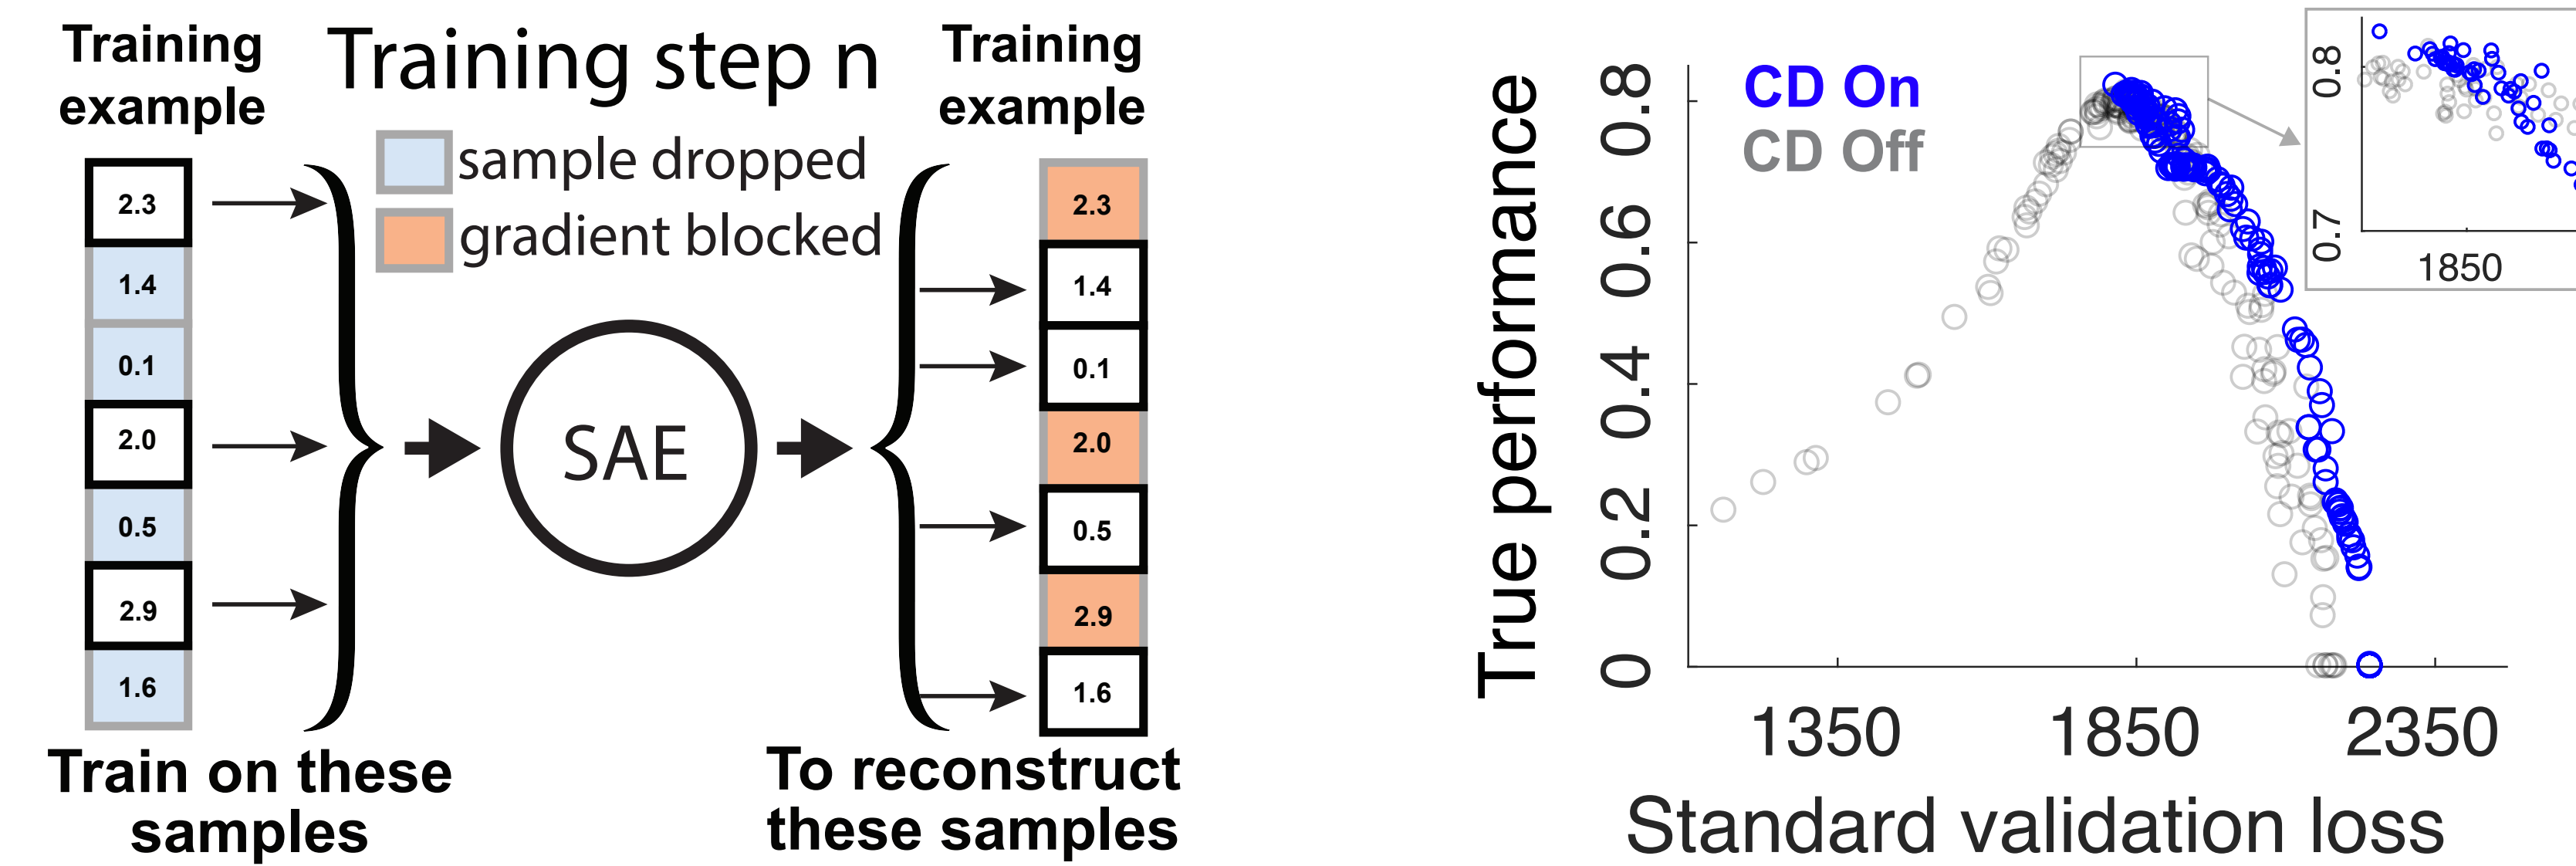 Training
example
2.3
1.4
0.1
2.0
0.5
2.9
1.6
Train on these
samples
Training step n
sample dropped
gradient blocked
SAE
Training
example
2.3
1.4
0.1
2.0
0.5
2.9
1.6
To reconstruct
these samples
True performance
0.8
0.6
0.4
0.2
0
CD On
CD Off
1350
1850
2350
Standard validation loss
0.8
0.7
1850